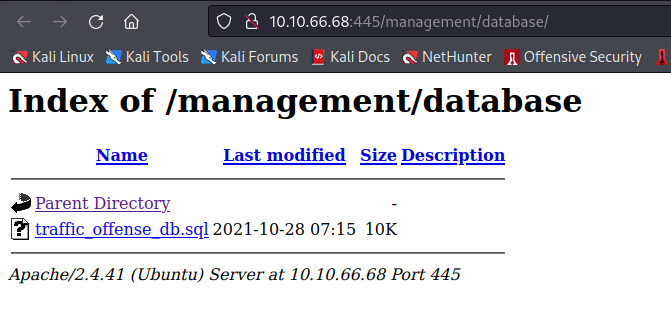 10.10.66.68:445/management/database/
Kali Linux Kali Tools Kali Forums Kali Docs NetHunter Offensive Security
Index of /management/database
Name Last modified Size Description
Parent Directory -
traffic_offense_db.sql 2021-10-28 07:15 10K
Apache/2.4.41 (Ubuntu) Server at 10.10.66.68 Port 445